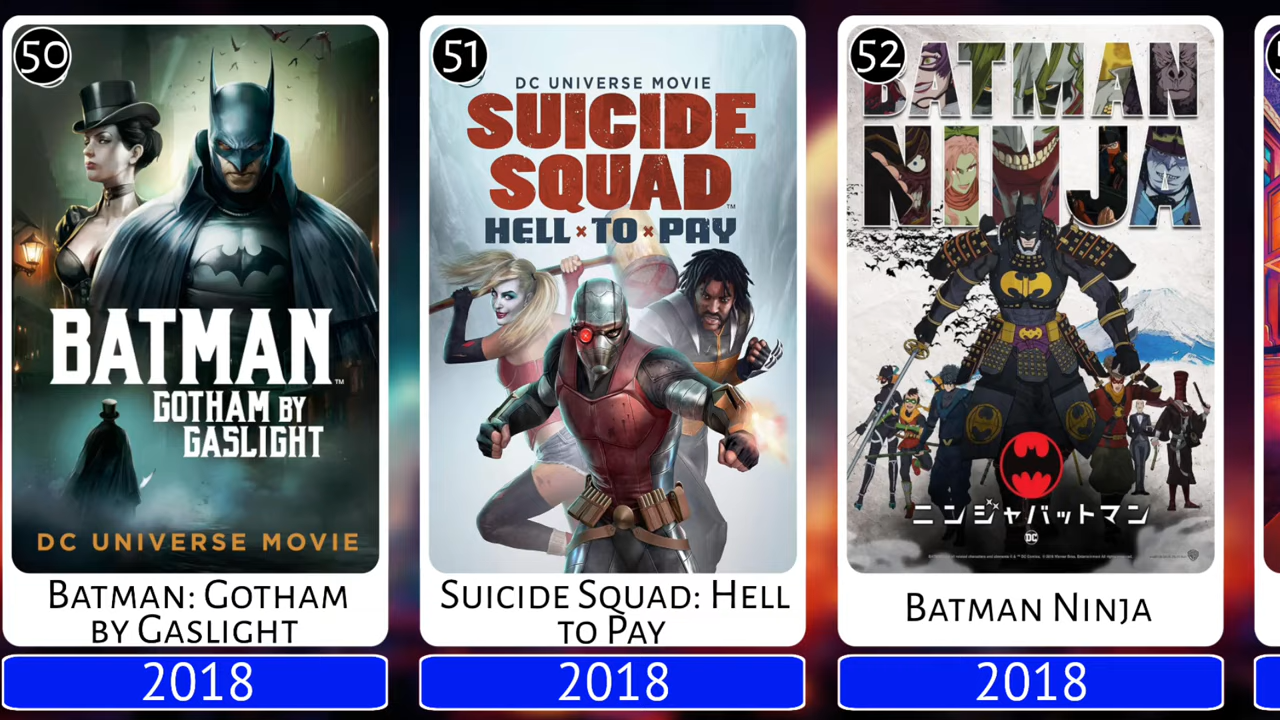 50
BATMAN
GOTHAM BY
GASLIGHT
DC UNIVERSE MOVIE
Batman: Gotham
by Gaslight
2018
51
DC UNIVERSE MOVIE
SUICIDE
SQUAD
HELL × TO × PAY
Suicide Squad: Hell
to Pay
2018
52
BATMAN
NINJA
ニンジャバットマン
DC
Batman Ninja
2018